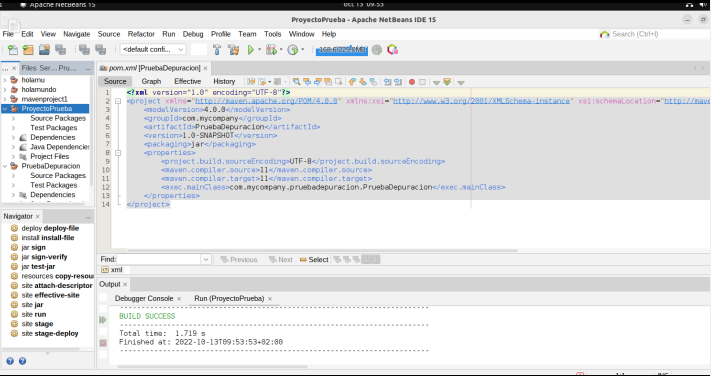 Apache NetBeans 15
oct 13 09:53
ProyectoPrueba - Apache NetBeans IDE 15
File Edit View Navigate Source Refactor Run Debug Profile Team Tools Window Help
Search (Ctrl+I)
<default confi...
... × Files Ser... Pru...
holamu
holamundo
mavenproject1
ProyectoPrueba
Source Packages
Test Packages
Dependencies
Java Dependencies
Project Files
PruebaDepuracion
Source Packages
Test Packages
Dependencies
Navigator ×
deploy deploy-file
install install-file
jar sign
jar sign-verify
jar test-jar
resources copy-resou
site attach-descriptor
site effective-site
site jar
site run
site stage
site stage-deploy
pom.xml [PruebaDepuracion] ×
Source Graph Effective History
1 <?xml version="1.0" encoding="UTF-8"?>
2 <project xmlns="http://maven.apache.org/POM/4.0.0" xmlns:xsi="http://www.w3.org/2001/XMLSchema-instance" xsi:schemaLocation="http://mave
3 <modelVersion>4.0.0</modelVersion>
4 <groupId>com.mycompany</groupId>
5 <artifactId>PruebaDepuracion</artifactId>
6 <version>1.0-SNAPSHOT</version>
7 <packaging>jar</packaging>
8 <properties>
9 <project.build.sourceEncoding>UTF-8</project.build.sourceEncoding>
10 <maven.compiler.source>11</maven.compiler.source>
11 <maven.compiler.target>11</maven.compiler.target>
12 <exec.mainClass>com.mycompany.pruebadepuracion.PruebaDepuracion</exec.mainClass>
13 </properties>
14 </project>
Find: Previous Next Select
xml
Output ×
Debugger Console × Run (ProyectoPrueba) ×
------------------------------------------------------------------------
BUILD SUCCESS
------------------------------------------------------------------------
Total time: 1.719 s
Finished at: 2022-10-13T09:53:53+02:00
------------------------------------------------------------------------
1:1 INS